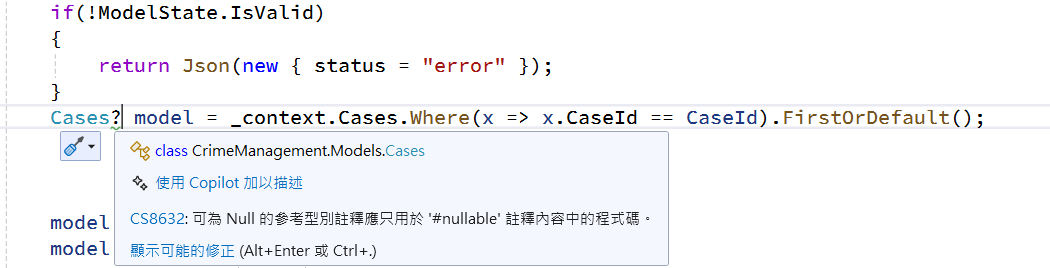 if(!ModelState.IsValid)
{
return Json(new { status = "error" });
}
Cases? model = _context.Cases.Where(x => x.CaseId == CaseId).FirstOrDefault();
class CrimeManagement.Models.Cases
使用 Copilot 加以描述
CS8632: 可為 Null 的參考型別註釋應只用於 '#nullable' 註釋內容中的程式碼。
model
顯示可能的修正 (Alt+Enter 或 Ctrl+.)
model